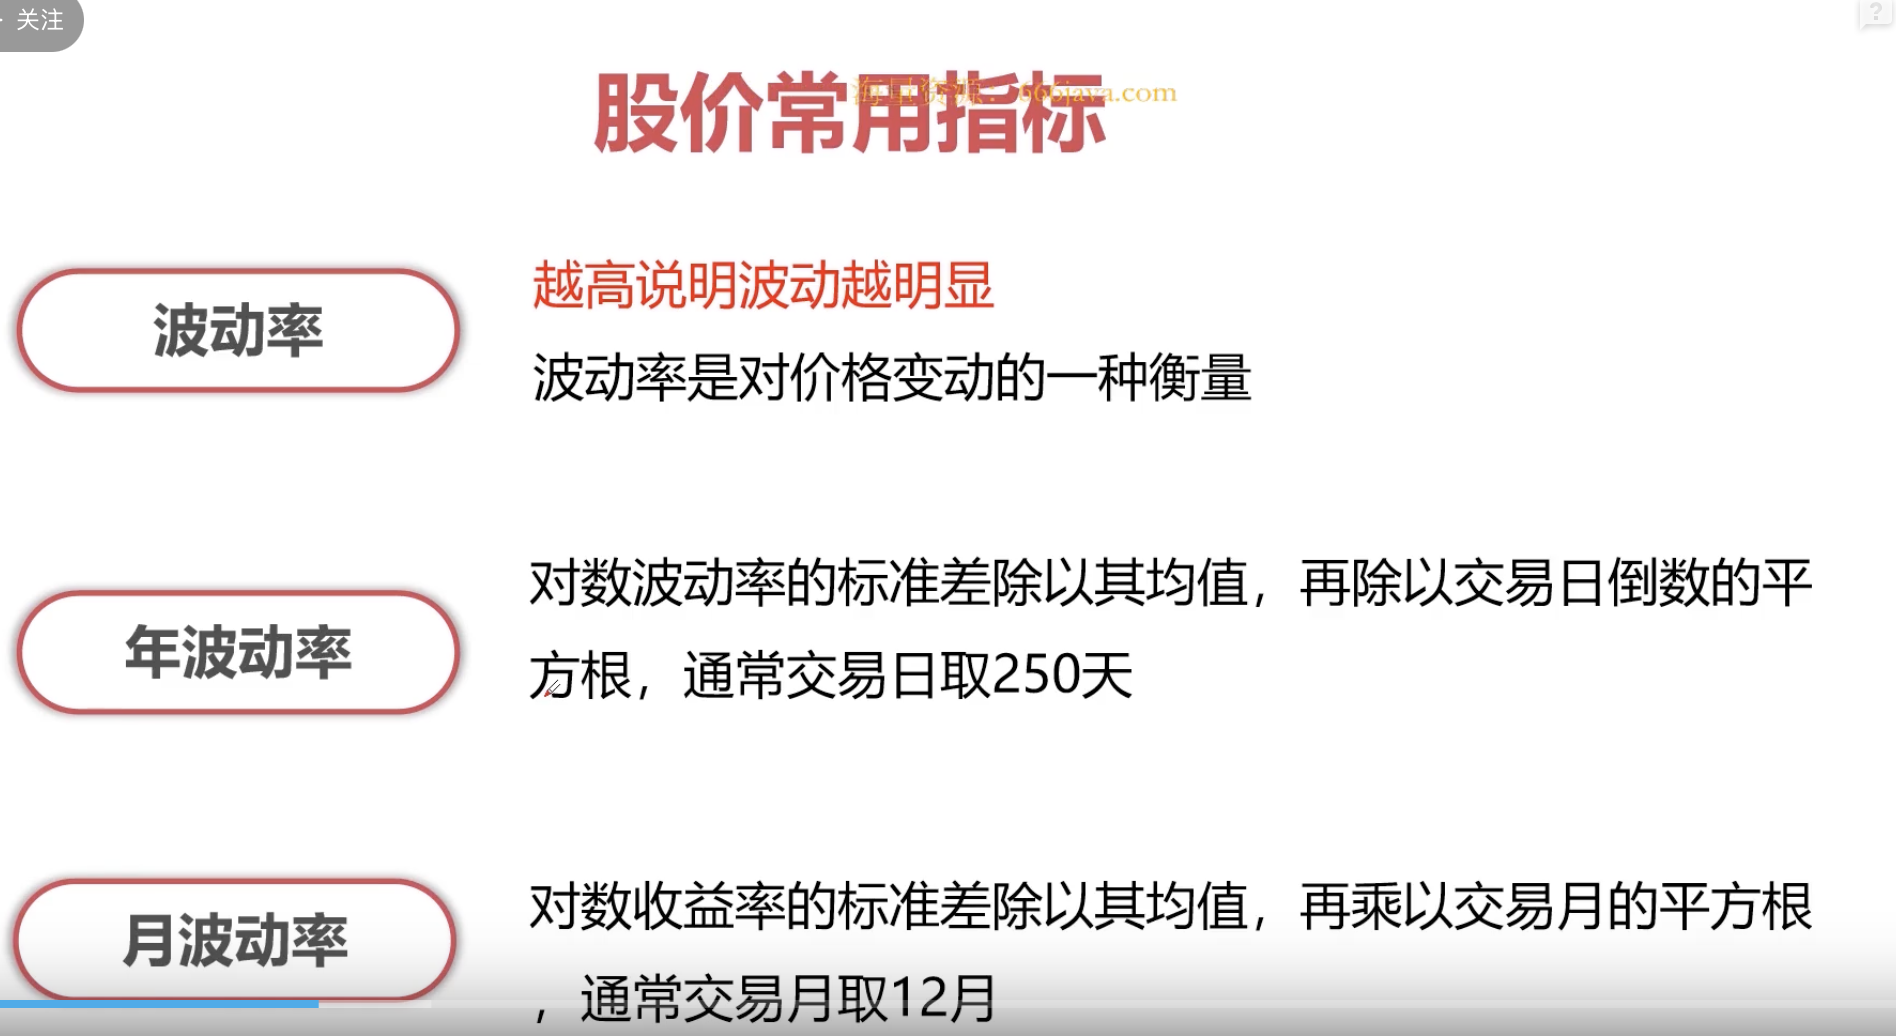 关注
股价常用指标
海量资源：666java.com
波动率
越高说明波动越明显
波动率是对价格变动的一种衡量
年波动率
对数波动率的标准差除以其均值，再除以交易日倒数的平
方根，通常交易日取250天
月波动率
对数收益率的标准差除以其均值，再乘以交易月的平方根
，通常交易月取12月